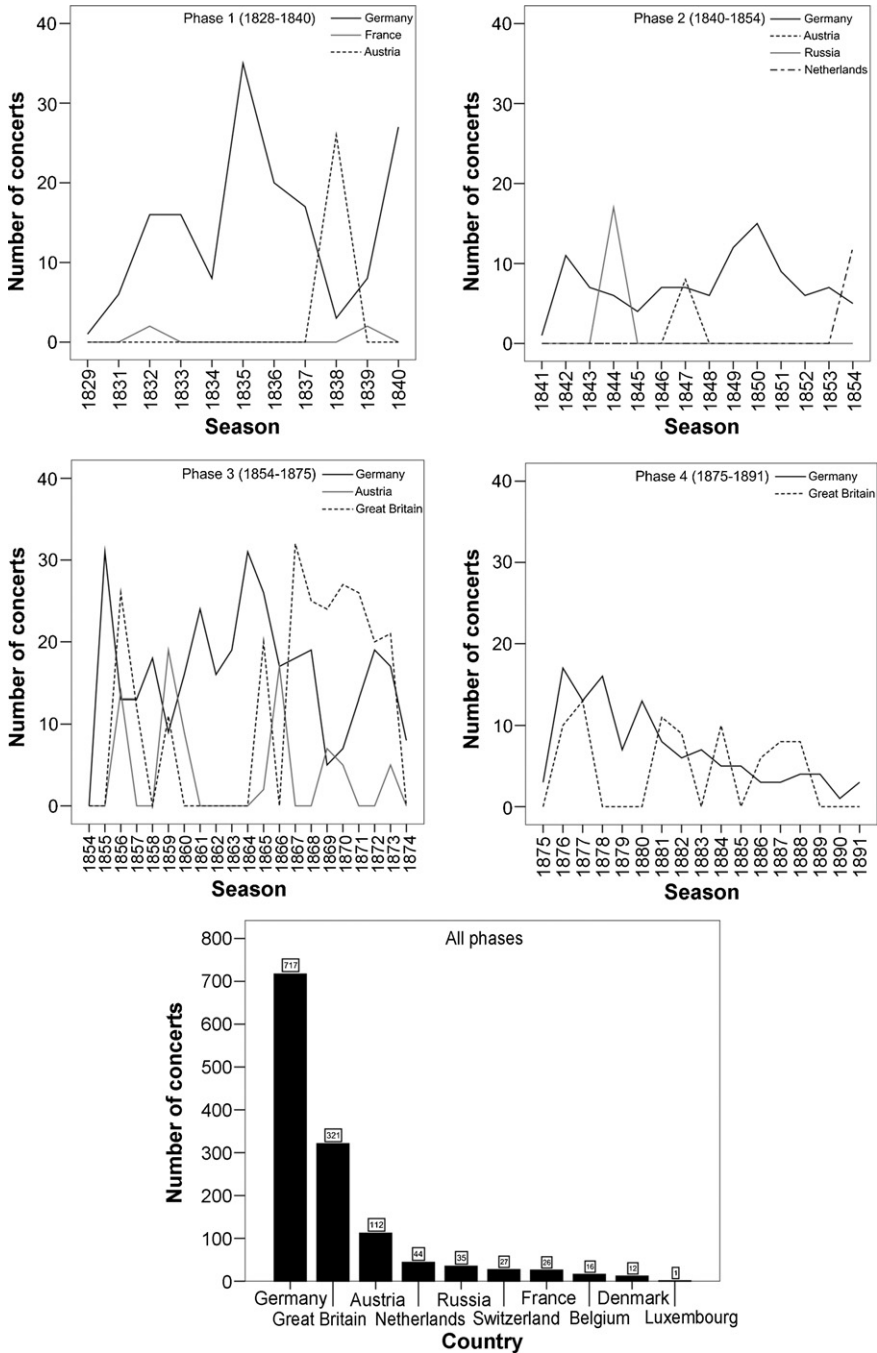 Phase 1 (1828-1840)
Germany
France
Austria
Number of concerts
40
30
20
10
0
1829
1831
1832
1833
1834
1835
1836
1837
1838
1839
1840
Season
Phase 2 (1840-1854)
Germany
Austria
Russia
Netherlands
Number of concerts
40
30
20
10
0
1841
1842
1843
1844
1845
1846
1847
1848
1849
1850
1851
1852
1853
1854
Season
Phase 3 (1854-1875)
Germany
Austria
Great Britain
Number of concerts
40
30
20
10
0
1854
1855
1856
1857
1858
1859
1860
1861
1862
1863
1864
1865
1866
1867
1868
1869
1870
1871
1872
1873
1874
Season
Phase 4 (1875-1891)
Germany
Great Britain
Number of concerts
40
30
20
10
0
1875
1876
1877
1878
1879
1880
1881
1882
1883
1884
1885
1886
1887
1888
1889
1890
1891
Season
All phases
Number of concerts
800
700
600
500
400
300
200
100
0
717
321
112
44
35
27
26
16
12
1
Germany
Great Britain
Austria
Netherlands
Russia
Switzerland
France
Belgium
Denmark
Luxembourg
Country